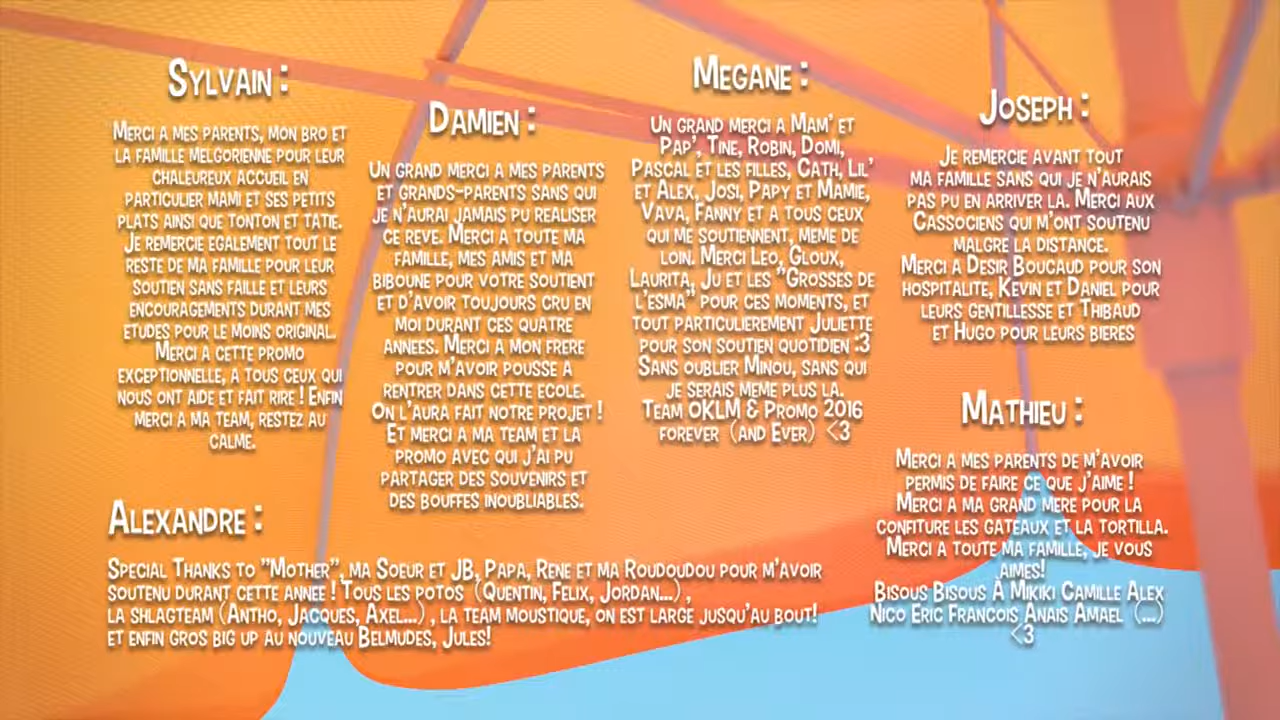 Sylvain :
Merci a mes parents, mon bro et
la famille Melgorienne pour leur
chaleureux accueil en
particulier Mami et ses petits
plats ainsi que tonton et tatie.
Je remercie egalement tout le
reste de ma famille pour leur
soutien sans faille et leurs
encouragements durant mes
etudes pour le moins original.
Merci a cette promo
exceptionnelle, a tous ceux qui
nous ont aide et fait rire ! Enfin
merci a ma team, restez au
calme.
Damien :
Un grand merci a mes parents
et grands-parents sans qui
je n'aurai jamais pu realiser
ce reve. Merci a toute ma
famille, mes amis et ma
biboune pour votre soutient
et d'avoir toujours cru en
moi durant ces quatre
annees. Merci a mon frere
pour m'avoir pousse a
rentrer dans cette ecole.
On l'aura fait notre projet !
Et merci a ma team et la
promo avec qui j'ai pu
partager des souvenirs et
des bouffes inoubliables.
Megane :
Un grand merci a Mam' et
Pap', Tine, Robin, Domi,
Pascal et les filles, Cath, Lil'
et Alex, Josi, Papy et Mamie,
Vava, Fanny et a tous ceux
qui me soutiennent, meme de
loin. Merci Leo, Gloux,
Laurita, Ju et les "Grosses de
l'esma" pour ces moments, et
tout particulierement Juliette
pour son soutien quotidien :3
Sans oublier Minou, sans qui
je serais meme plus la.
Team OKLM & Promo 2016
forever (and Ever) <3
Joseph :
Je remercie avant tout
ma famille sans qui je n'aurais
pas pu en arriver la. Merci aux
Cassociens qui m'ont soutenu
malgre la distance.
Merci a Desir Boucaud pour son
hospitalite, Kevin et Daniel pour
leurs gentillesse et Thibaud
et Hugo pour leurs bieres
Mathieu :
Merci a mes parents de m'avoir
permis de faire ce que j'aime !
Merci a ma grand mere pour la
confiture les gateaux et la tortilla.
Merci a toute ma famille, je vous
aimes!
Bisous Bisous À Mikiki Camille Alex
Nico Eric Francois Anais Amael (...)
<3
Alexandre :
Special Thanks to "Mother", ma Soeur et JB, Papa, Rene et ma Roudoudou pour m'avoir
soutenu durant cette annee ! Tous les potos (Quentin, Felix, Jordan...) ,
la shlagteam (Antho, Jacques, Axel...) , la team moustique, on est large jusqu'au bout!
et enfin gros big up au nouveau Belmudes, Jules!